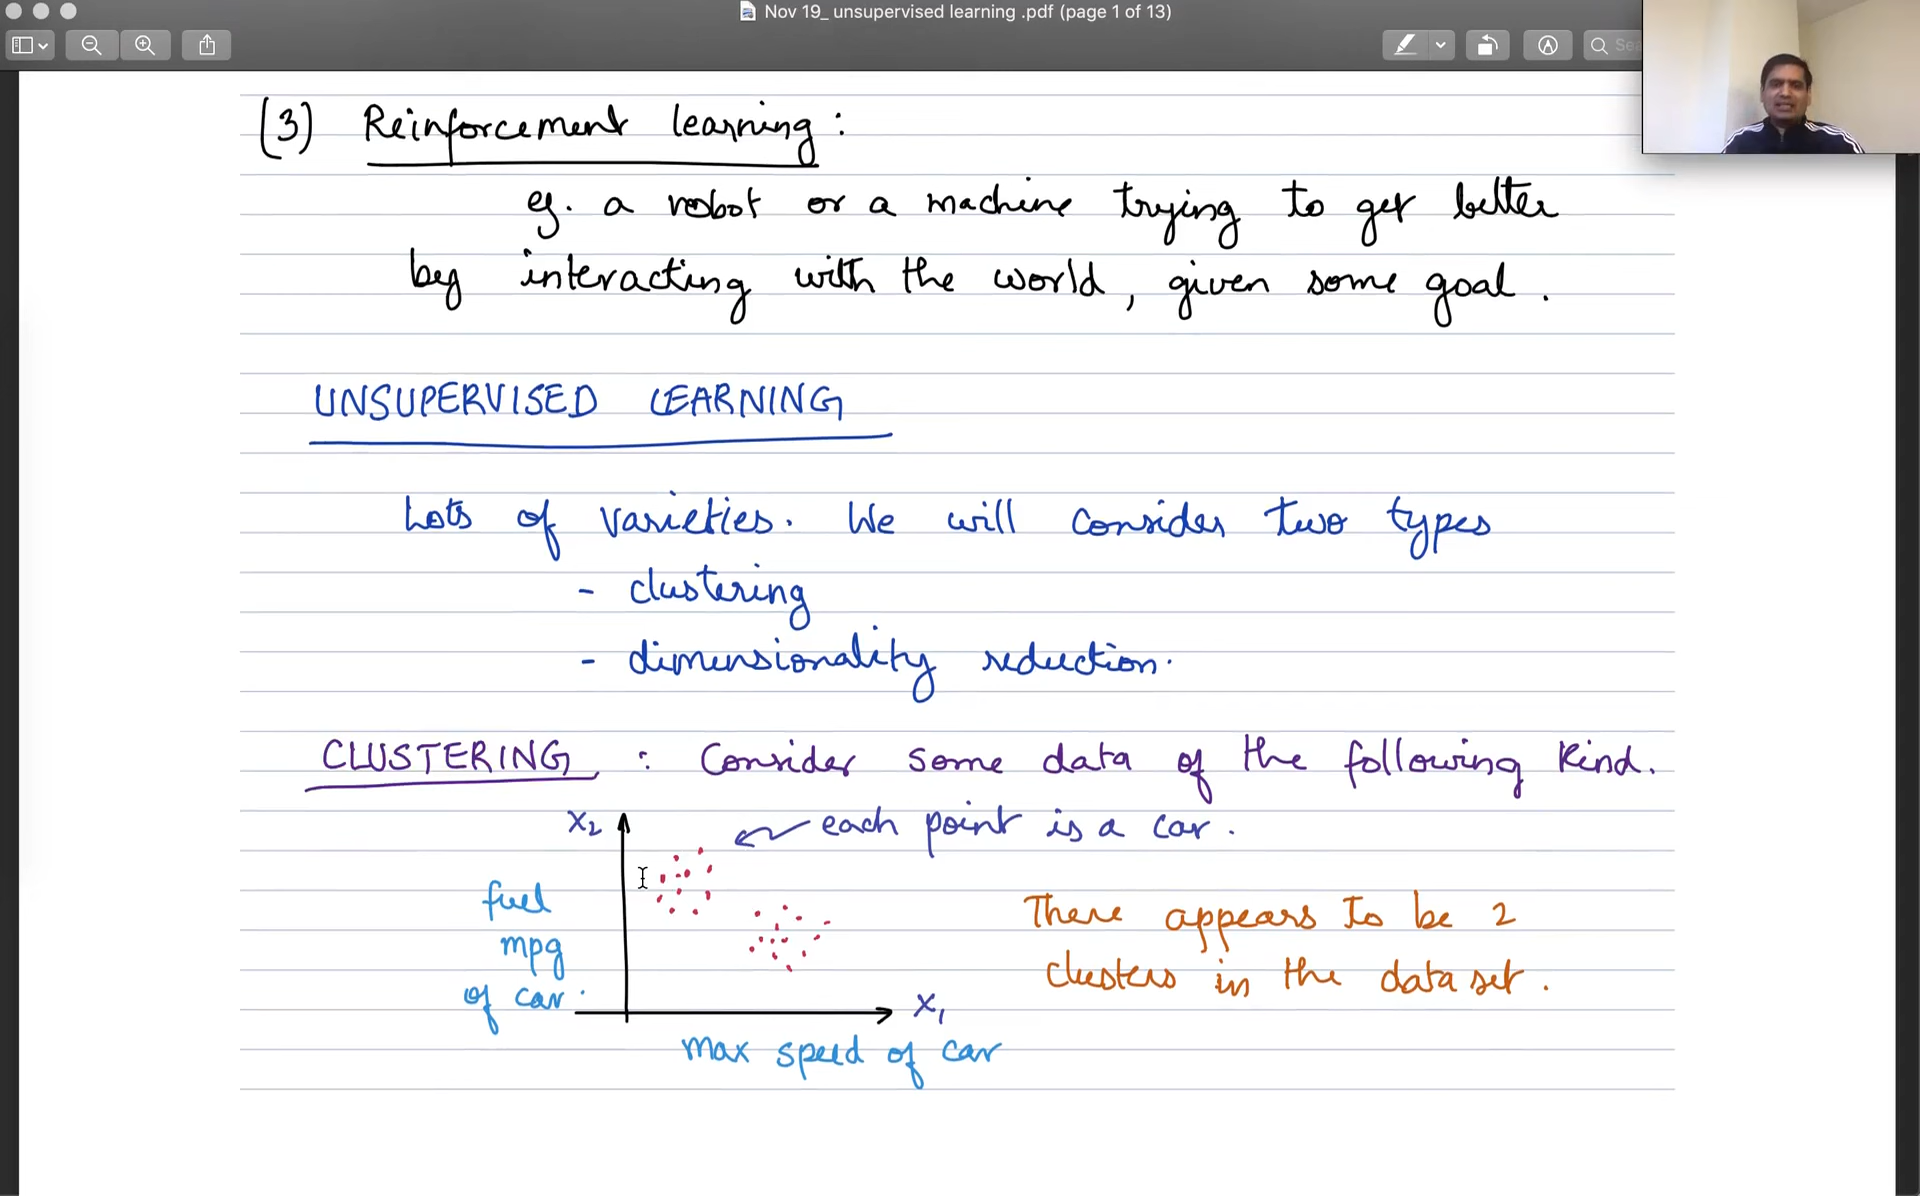 Nov 19_ unsupervised learning .pdf (page 1 of 13)
Sea
(3) Reinforcement learning :
eg. a robot or a machine trying to get better
by interacting with the world, given some goal.
UNSUPERVISED LEARNING
Lots of varieties. We will consider two types
- clustering
- dimensionality reduction.
CLUSTERING : Consider some data of the following kind.
x2
each point is a car.
fuel
mpg
of car.
There appears to be 2
clusters in the data set.
x1
max speed of car